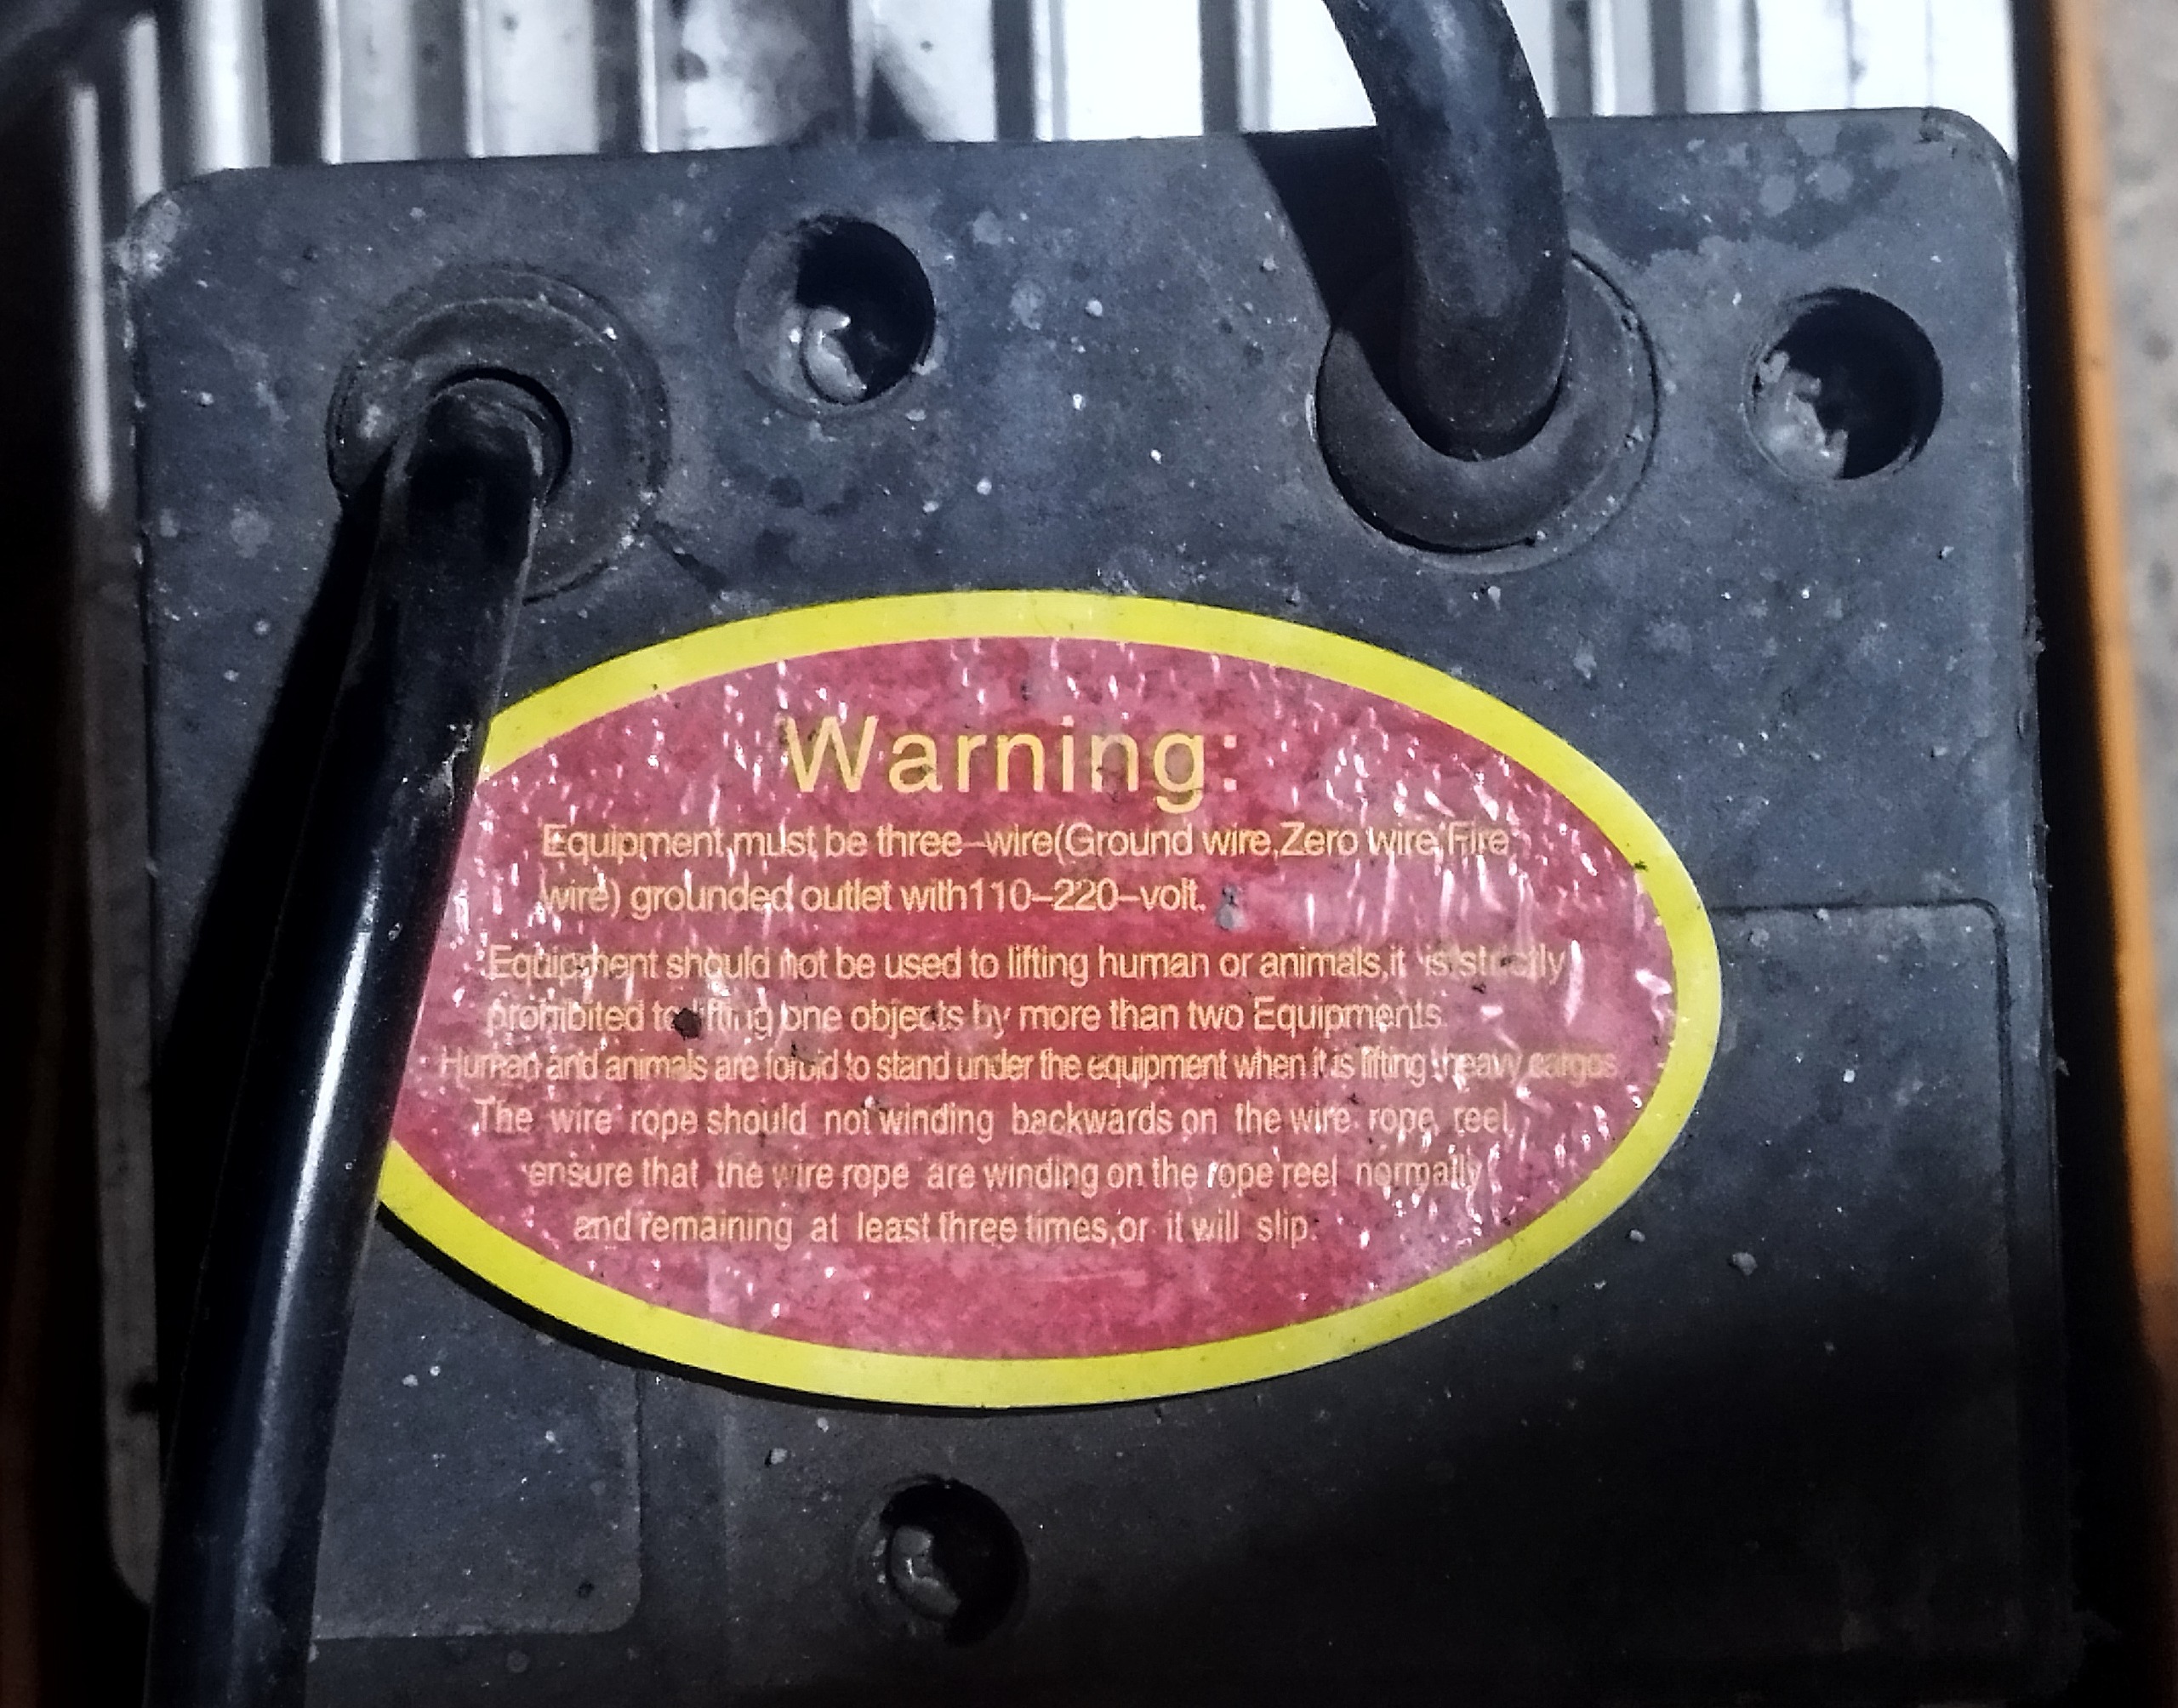 Warning:
Equipment must be three-wire(Ground wire,Zero wire,Fire
wire) grounded outlet with110-220-volt.
Equipment should not be used to lifting human or animals,it is strictly
prohibited to lifting one objects by more than two Equipments.
Human and animals are forbid to stand under the equipment when it is lifting heavy cargos
The wire rope should not winding backwards on the wire rope reel,
ensure that the wire rope are winding on the rope reel normally
and remaining at least three times,or it will slip.